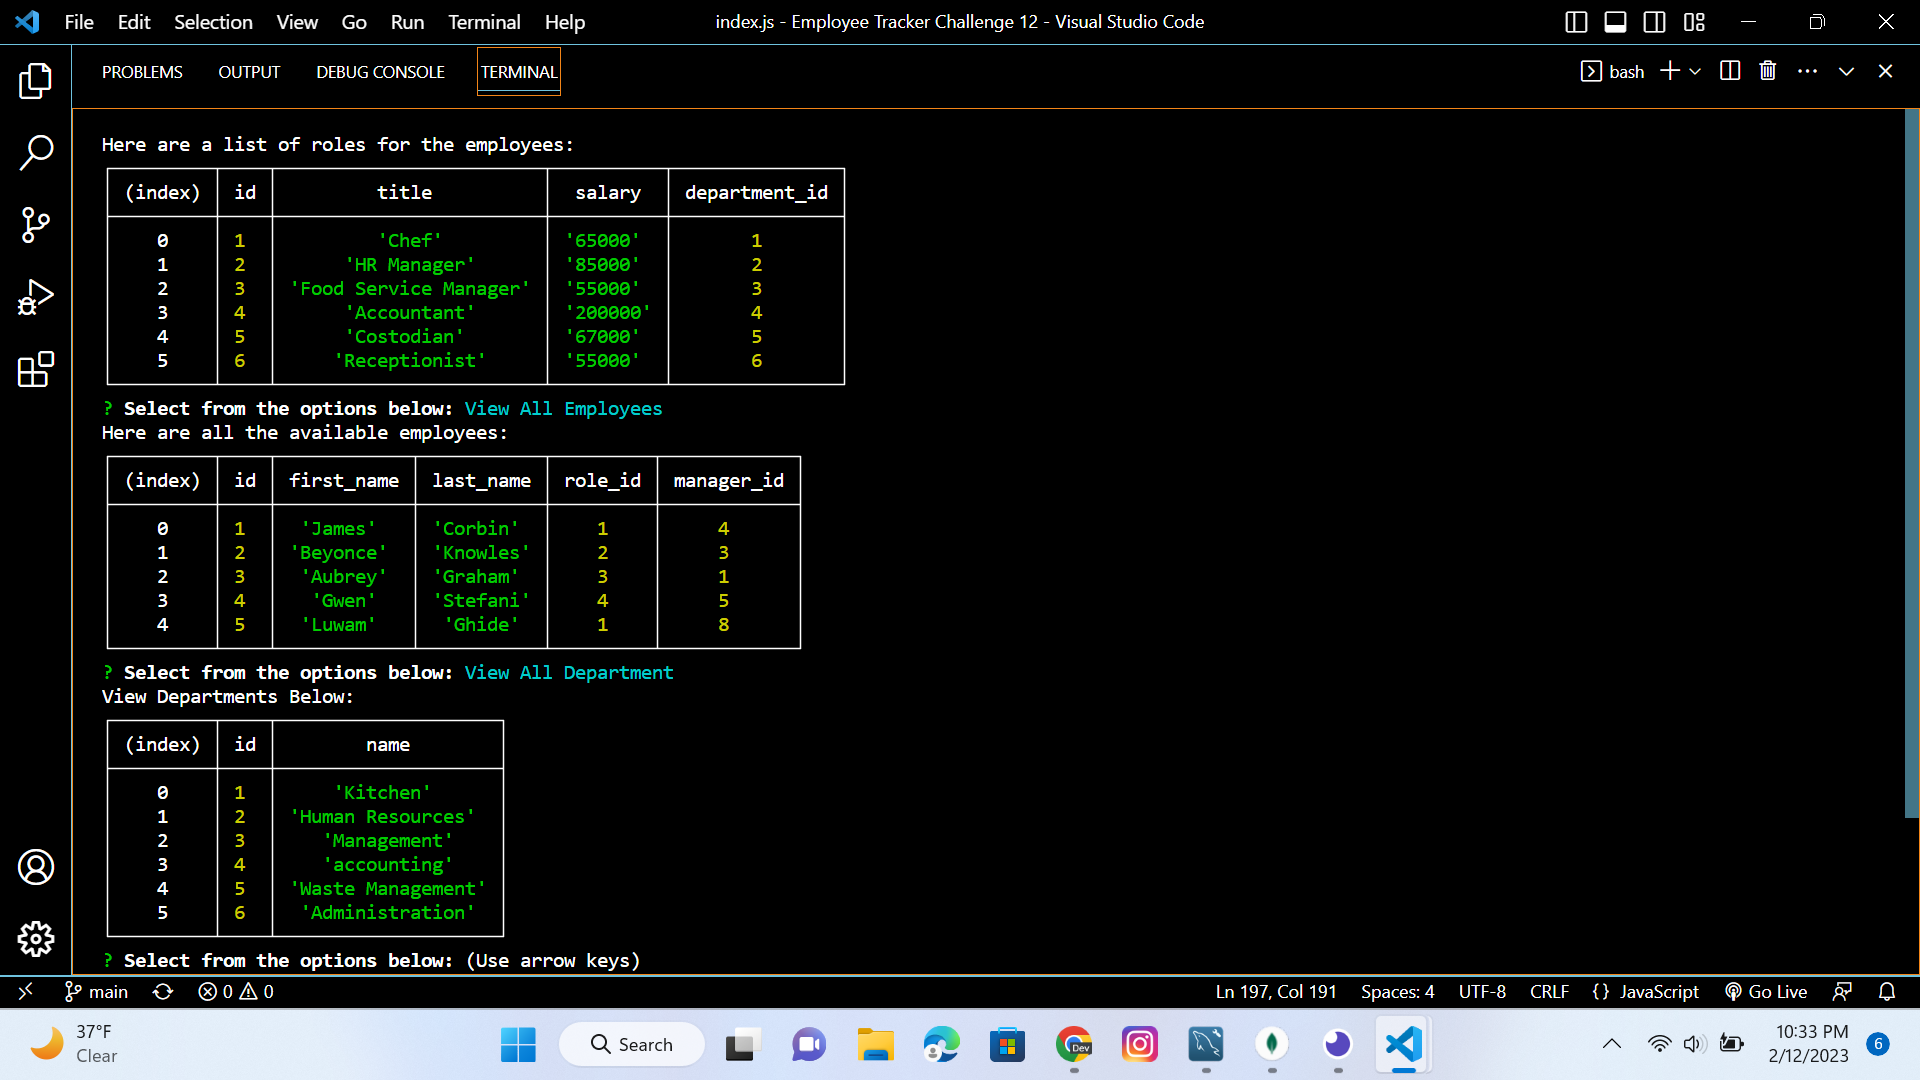 File Edit Selection View Go Run Terminal Help index.js - Employee Tracker Challenge 12 - Visual Studio Code
PROBLEMS OUTPUT DEBUG CONSOLE TERMINAL bash
Here are a list of roles for the employees:
(index) id title salary department_id
0 1 'Chef' '65000' 1
1 2 'HR Manager' '85000' 2
2 3 'Food Service Manager' '55000' 3
3 4 'Accountant' '200000' 4
4 5 'Costodian' '67000' 5
5 6 'Receptionist' '55000' 6
? Select from the options below: View All Employees
Here are all the available employees:
(index) id first_name last_name role_id manager_id
0 1 'James' 'Corbin' 1 4
1 2 'Beyonce' 'Knowles' 2 3
2 3 'Aubrey' 'Graham' 3 1
3 4 'Gwen' 'Stefani' 4 5
4 5 'Luwam' 'Ghide' 1 8
? Select from the options below: View All Department
View Departments Below:
(index) id name
0 1 'Kitchen'
1 2 'Human Resources'
2 3 'Management'
3 4 'accounting'
4 5 'Waste Management'
5 6 'Administration'
? Select from the options below: (Use arrow keys)
main 0 0 Ln 197, Col 191 Spaces: 4 UTF-8 CRLF {} JavaScript Go Live
37°F
Clear
Search
Dev
10:33 PM
2/12/2023
6